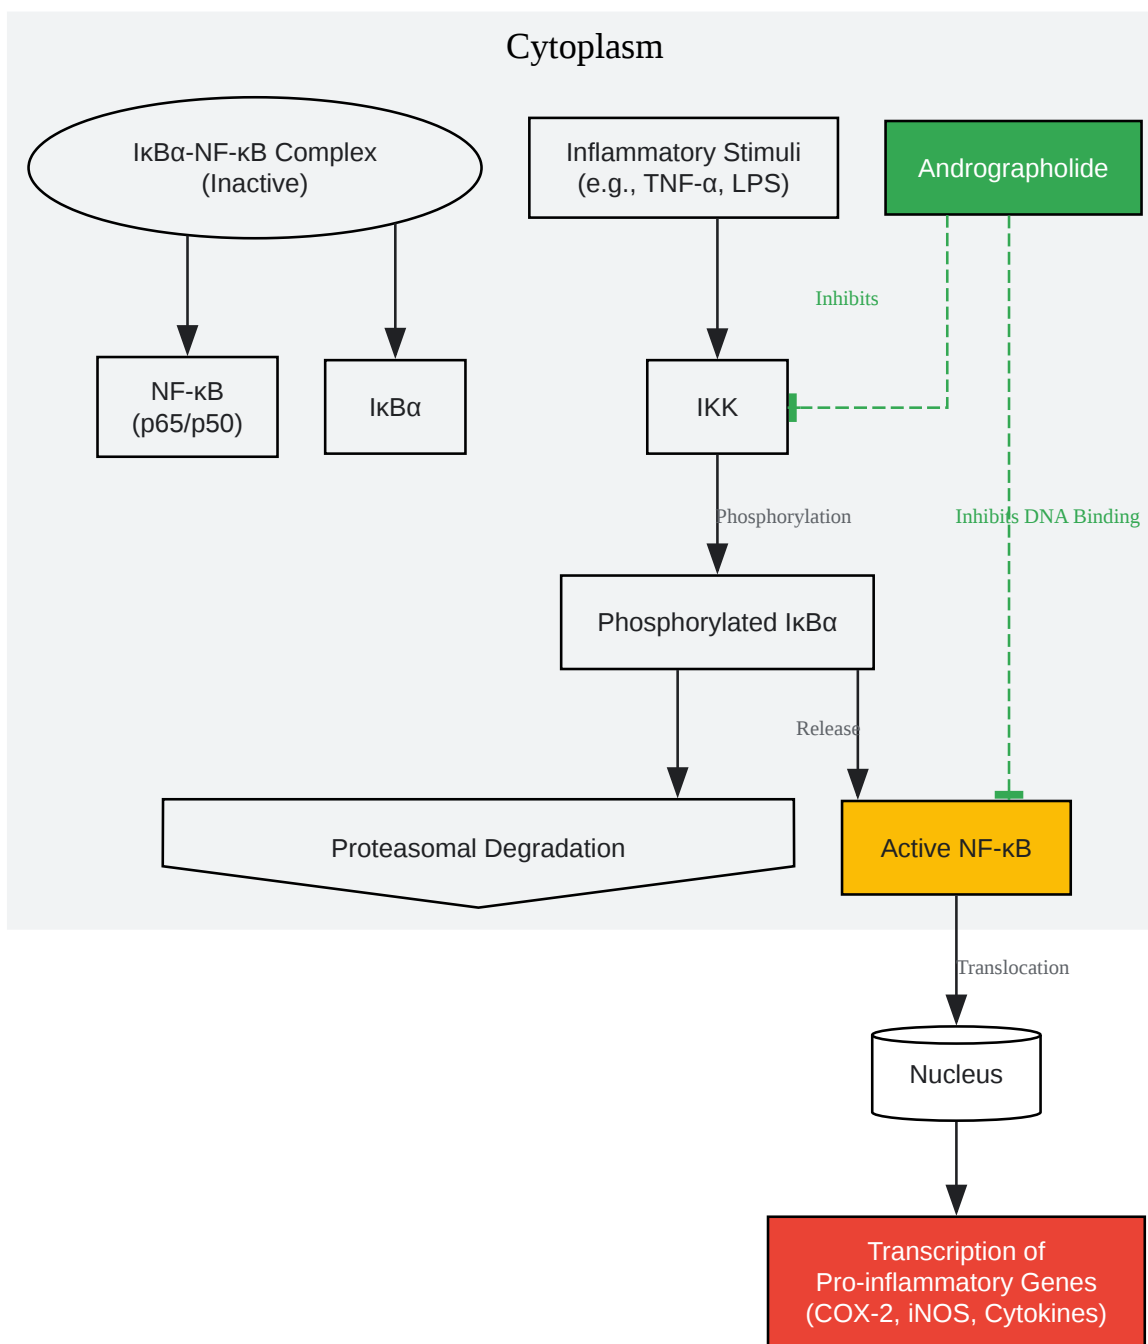 Cytoplasm
IκBα-NF-κB Complex
(Inactive)
Inflammatory Stimuli
(e.g., TNF-α, LPS)
Andrographolide
Inhibits
NF-κB
(p65/p50)
IκBα
IKK
Phosphorylation
Inhibits DNA Binding
Phosphorylated IκBα
Release
Proteasomal Degradation
Active NF-κB
Translocation
Nucleus
Transcription of
Pro-inflammatory Genes
(COX-2, iNOS, Cytokines)